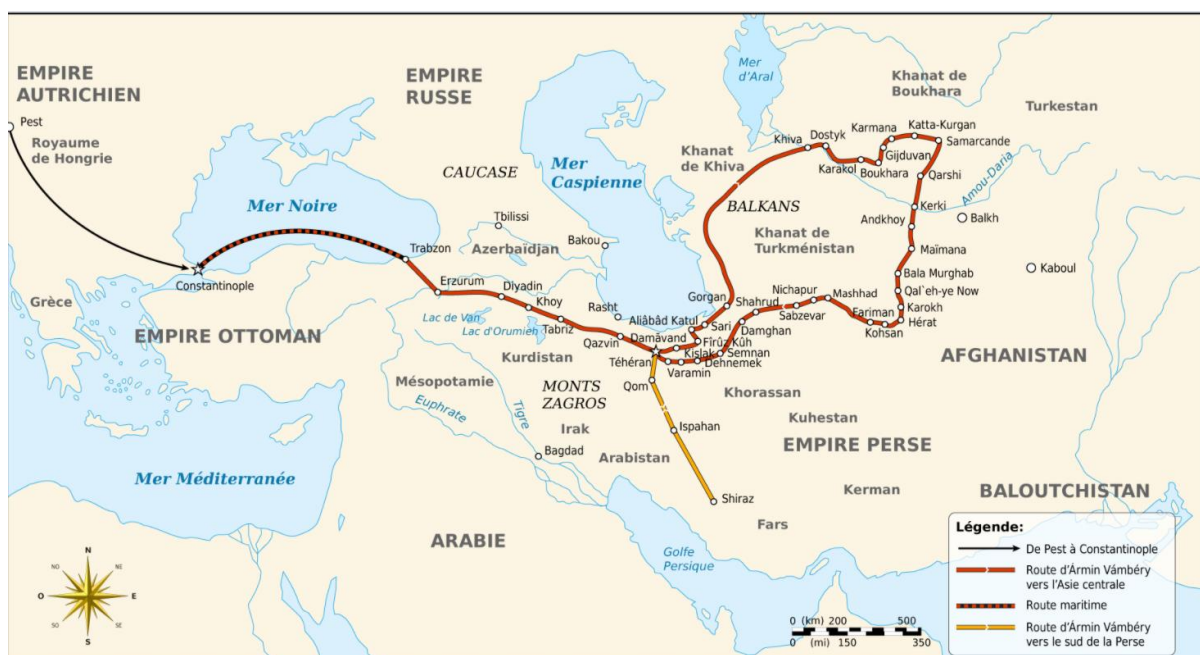 EMPIRE
AUTRICHIEN
Pest
Royaume
de Hongrie
EMPIRE
RUSSE
Mer
d'Aral
Khanat de
Boukhara
Turkestan
CAUCASE
Mer
Caspienne
Khanat
de Khiva
Khiva
Dostyk
Karmana
Katta-Kurgan
Samarcande
Gijduvan
Karakol
Boukhara
Qarshi
Amou-Daria
Mer Noire
BALKANS
Kerki
Balkh
Andkhoy
Khanat de
Turkménistan
Tbilissi
Azerbaïdjan
Bakou
Trabzon
Maïmana
Kaboul
Constantinople
Erzurum
Diyadin
Khoy
Tabriz
Lac de Van
Lac d'Orumieh
Rasht
Qazvin
Gorgan
Aliâbâd Katul
Sari
Shahrud
Nichapur
Mashhad
Sabzevar
Bala Murghab
Qal`eh-ye Now
Karokh
Fariman
Hérat
Kohsan
Grèce
EMPIRE OTTOMAN
Damâvand
Fîrûz Kûh
Damghan
Kislak
Semnan
Téhéran
Varamin
Dehnemek
AFGHANISTAN
Kurdistan
Mésopotamie
MONTS
ZAGROS
Qom
Khorassan
Euphrate
Tigre
Irak
Ispahan
Kuhestan
EMPIRE PERSE
Bagdad
Arabistan
Mer Méditerranée
Shiraz
Kerman
BALOUTCHISTAN
Fars
ARABIE
Golfe
Persique
N
NO
NE
O
E
SO
SE
S
0 (km) 200 500
0 (mi) 150 350
Légende:
De Pest à Constantinople
Route d'Ármin Vámbéry
vers l'Asie centrale
Route maritime
Route d'Ármin Vámbéry
vers le sud de la Perse